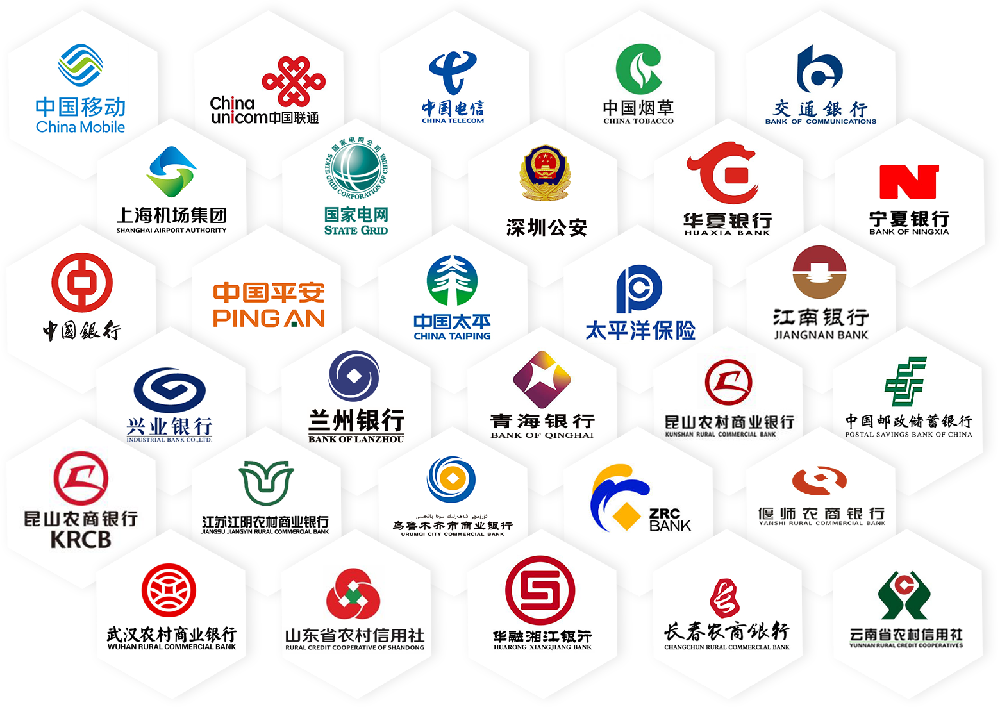 中国移动
China Mobile
China
unicom中国联通
中国电信
CHINA TELECOM
中国烟草
CHINA TOBACCO
交通銀行
BANK OF COMMUNICATIONS
上海机场集团
SHANGHAI AIRPORT AUTHORITY
国家电网公司
STATE GRID CORPORATION OF CHINA
国家电网
STATE GRID
深圳公安
华夏银行
HUAXIA BANK
宁夏银行
BANK OF NINGXIA
中國銀行
中国平安
PING AN
中国太平
CHINA TAIPING
太平洋保险
江南银行
JIANGNAN BANK
兴业银行
INDUSTRIAL BANK CO.,LTD.
兰州银行
BANK OF LANZHOU
青海银行
BANK OF QINGHAI
昆山农村商业银行
KUNSHAN RURAL COMMERCIAL BANK
中国邮政储蓄银行
POSTAL SAVINGS BANK OF CHINA
昆山农商银行
KRCB
江苏江阴农村商业银行
JIANGSU JIANGYIN RURAL COMMERCIAL BANK
ئۈرۈمچى شەھەرلىك سودا بانكىسى
乌鲁木齐市商业银行
URUMQI CITY COMMERCIAL BANK
ZRC
BANK
偃师农商银行
YANSHI RURAL COMMERCIAL BANK
武汉农村商业银行
WUHAN RURAL COMMERCIAL BANK
山东省农村信用社
RURAL CREDIT COOPERATIVE OF SHANDONG
华融湘江银行
HUARONG XIANGJIANG BANK
长春农商银行
CHANGCHUN RURAL COMMERCLAL BANK
云南省农村信用社
YUNNAN RURAL CREDIT COOPERATIVES